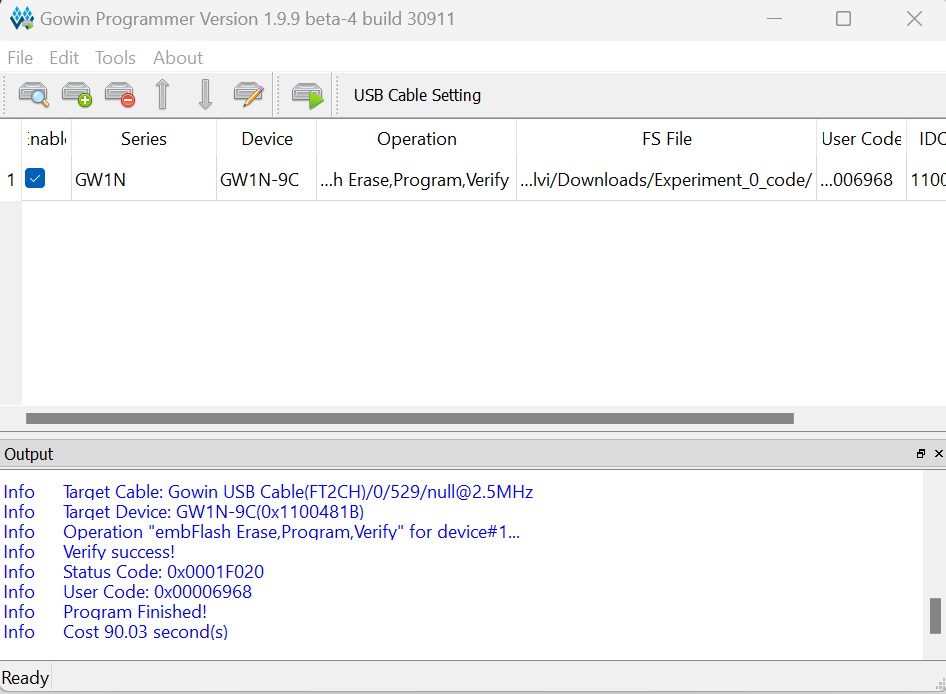 Gowin Programmer Version 1.9.9 beta-4 build 30911
File Edit Tools About
USB Cable Setting
Enable Series Device Operation FS File User Code IDC
1 GW1N GW1N-9C ...h Erase,Program,Verify ...lvi/Downloads/Experiment_0_code/ ...006968 1100
Output
Info Target Cable: Gowin USB Cable(FT2CH)/0/529/null@2.5MHz
Info Target Device: GW1N-9C(0x1100481B)
Info Operation "embFlash Erase,Program,Verify" for device#1...
Info Verify success!
Info Status Code: 0x0001F020
Info User Code: 0x00006968
Info Program Finished!
Info Cost 90.03 second(s)
Ready